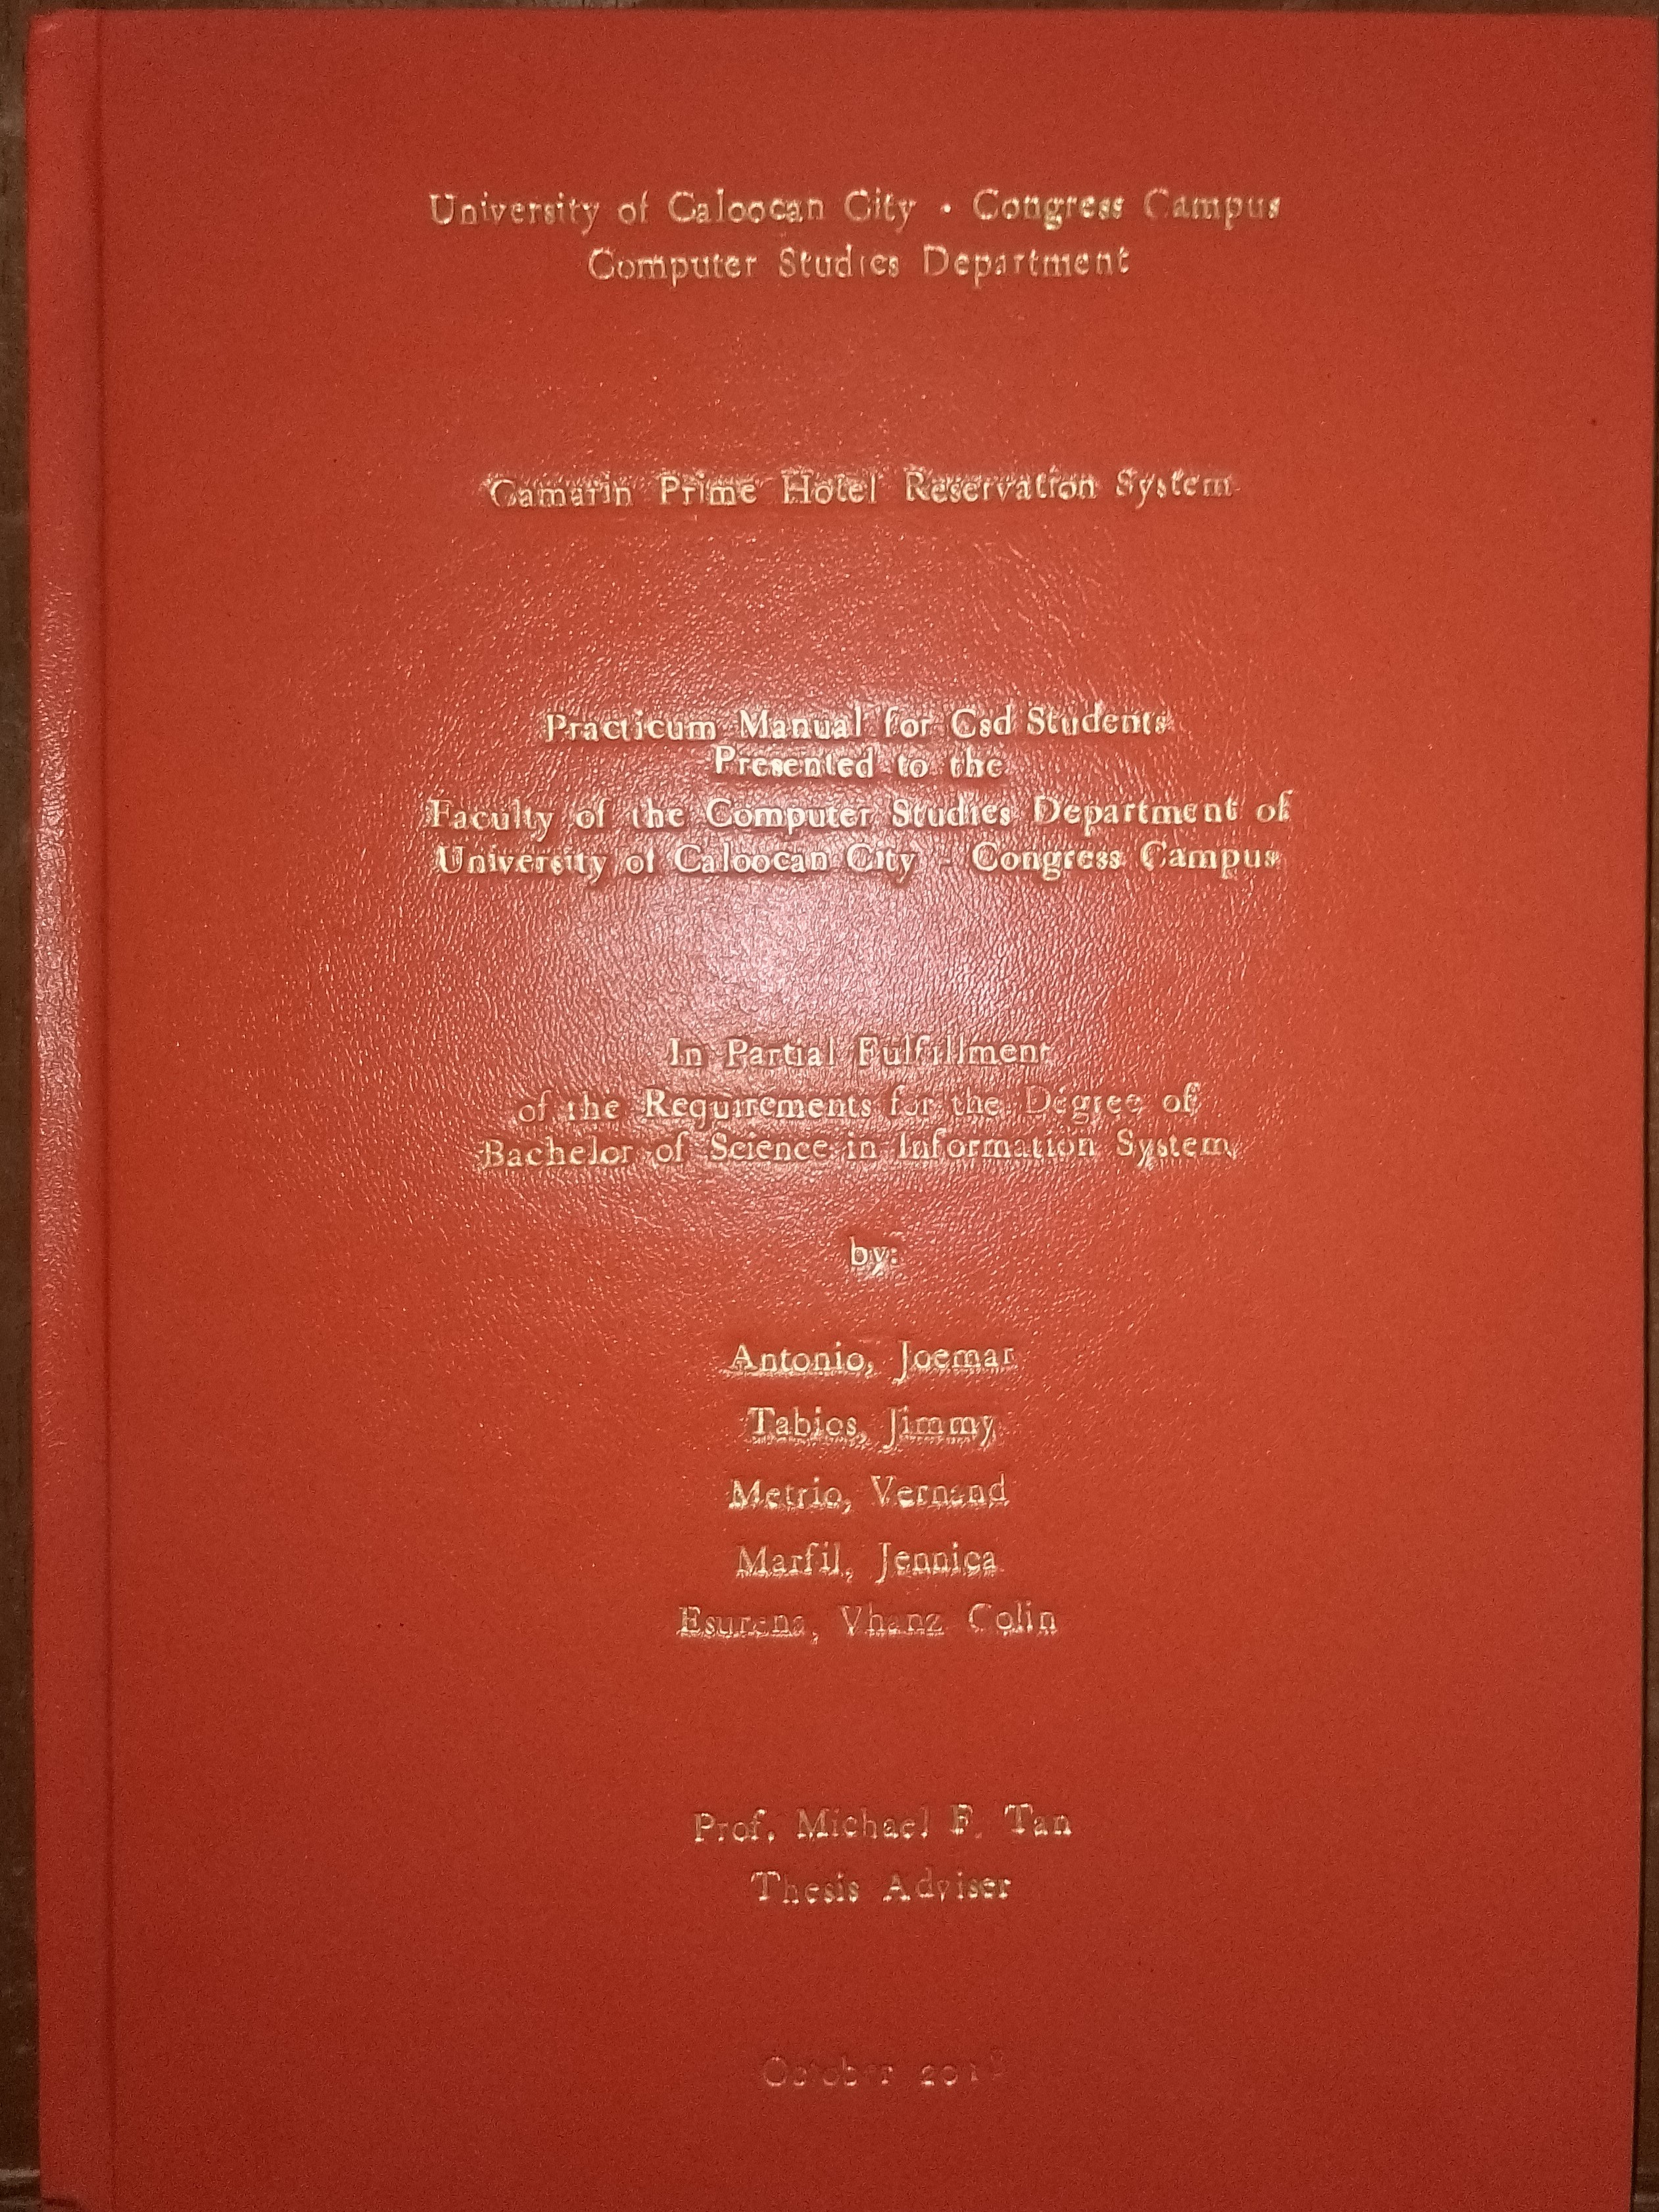 University of Caloocan City - Congress Campus
Computer Studies Department
Camarin Prime Hotel Reservation System
Practicum Manual for Csd Students
Presented to the
Faculty of the Computer Studies Department of
University of Caloocan City - Congress Campus
In Partial Fulfillment
of the Requirements for the Degree of
Bachelor of Science in Information System
by:
Antonio, Joemar
Tabios, Jimmy
Metrio, Vernand
Marfil, Jennica
Vhanz Colin
Prof. Michael F. Tan
Thesis Adviser
October